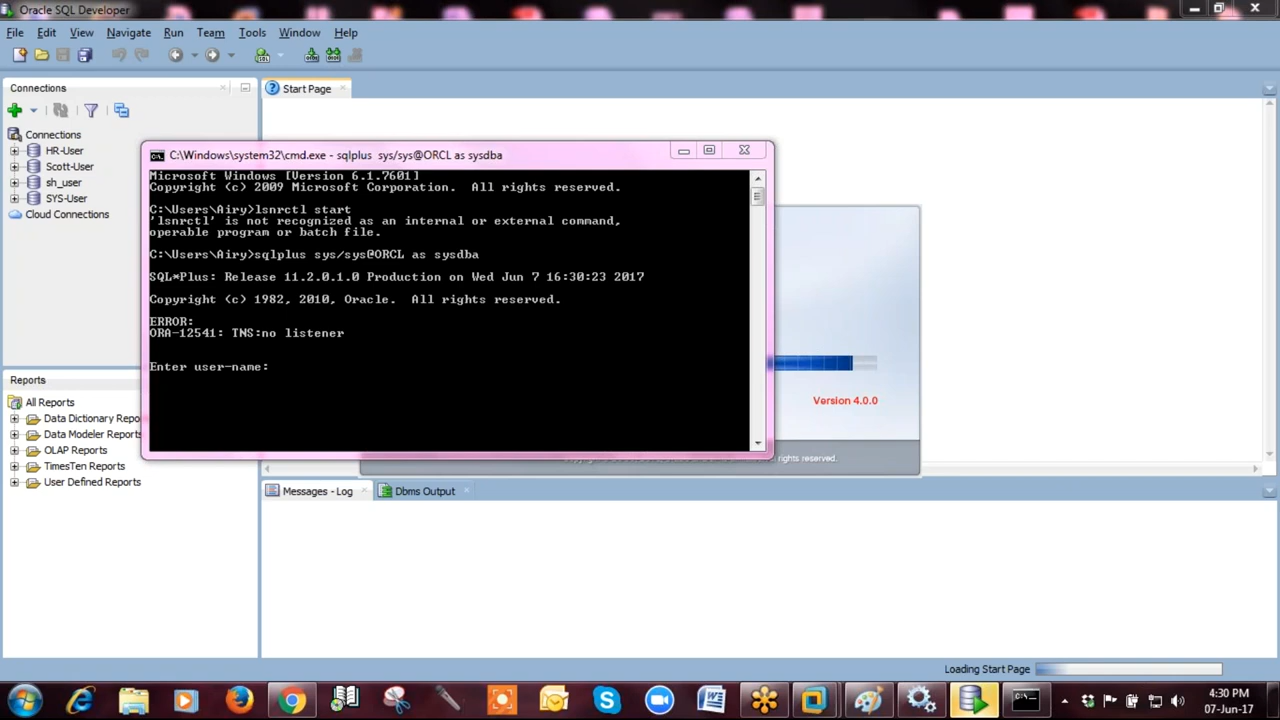 Oracle SQL Developer
File Edit View Navigate Run Team Tools Window Help
Connections
Start Page
Connections
HR-User
Scott-User
sh_user
SYS-User
Cloud Connections
C:\Windows\system32\cmd.exe - sqlplus sys/sys@ORCL as sysdba
Microsoft Windows [Version 6.1.7601]
Copyright (c) 2009 Microsoft Corporation. All rights reserved.
C:\Users\Airy>lsnrctl start
'lsnrctl' is not recognized as an internal or external command,
operable program or batch file.
C:\Users\Airy>sqlplus sys/sys@ORCL as sysdba
SQL*Plus: Release 11.2.0.1.0 Production on Wed Jun 7 16:30:23 2017
Copyright (c) 1982, 2010, Oracle. All rights reserved.
ERROR:
ORA-12541: TNS:no listener
Enter user-name:
Version 4.0.0
rights reserved.
Reports
All Reports
Data Dictionary Repo
Data Modeler Reports
OLAP Reports
TimesTen Reports
User Defined Reports
Messages - Log
Dbms Output
Loading Start Page
4:30 PM
07-Jun-17